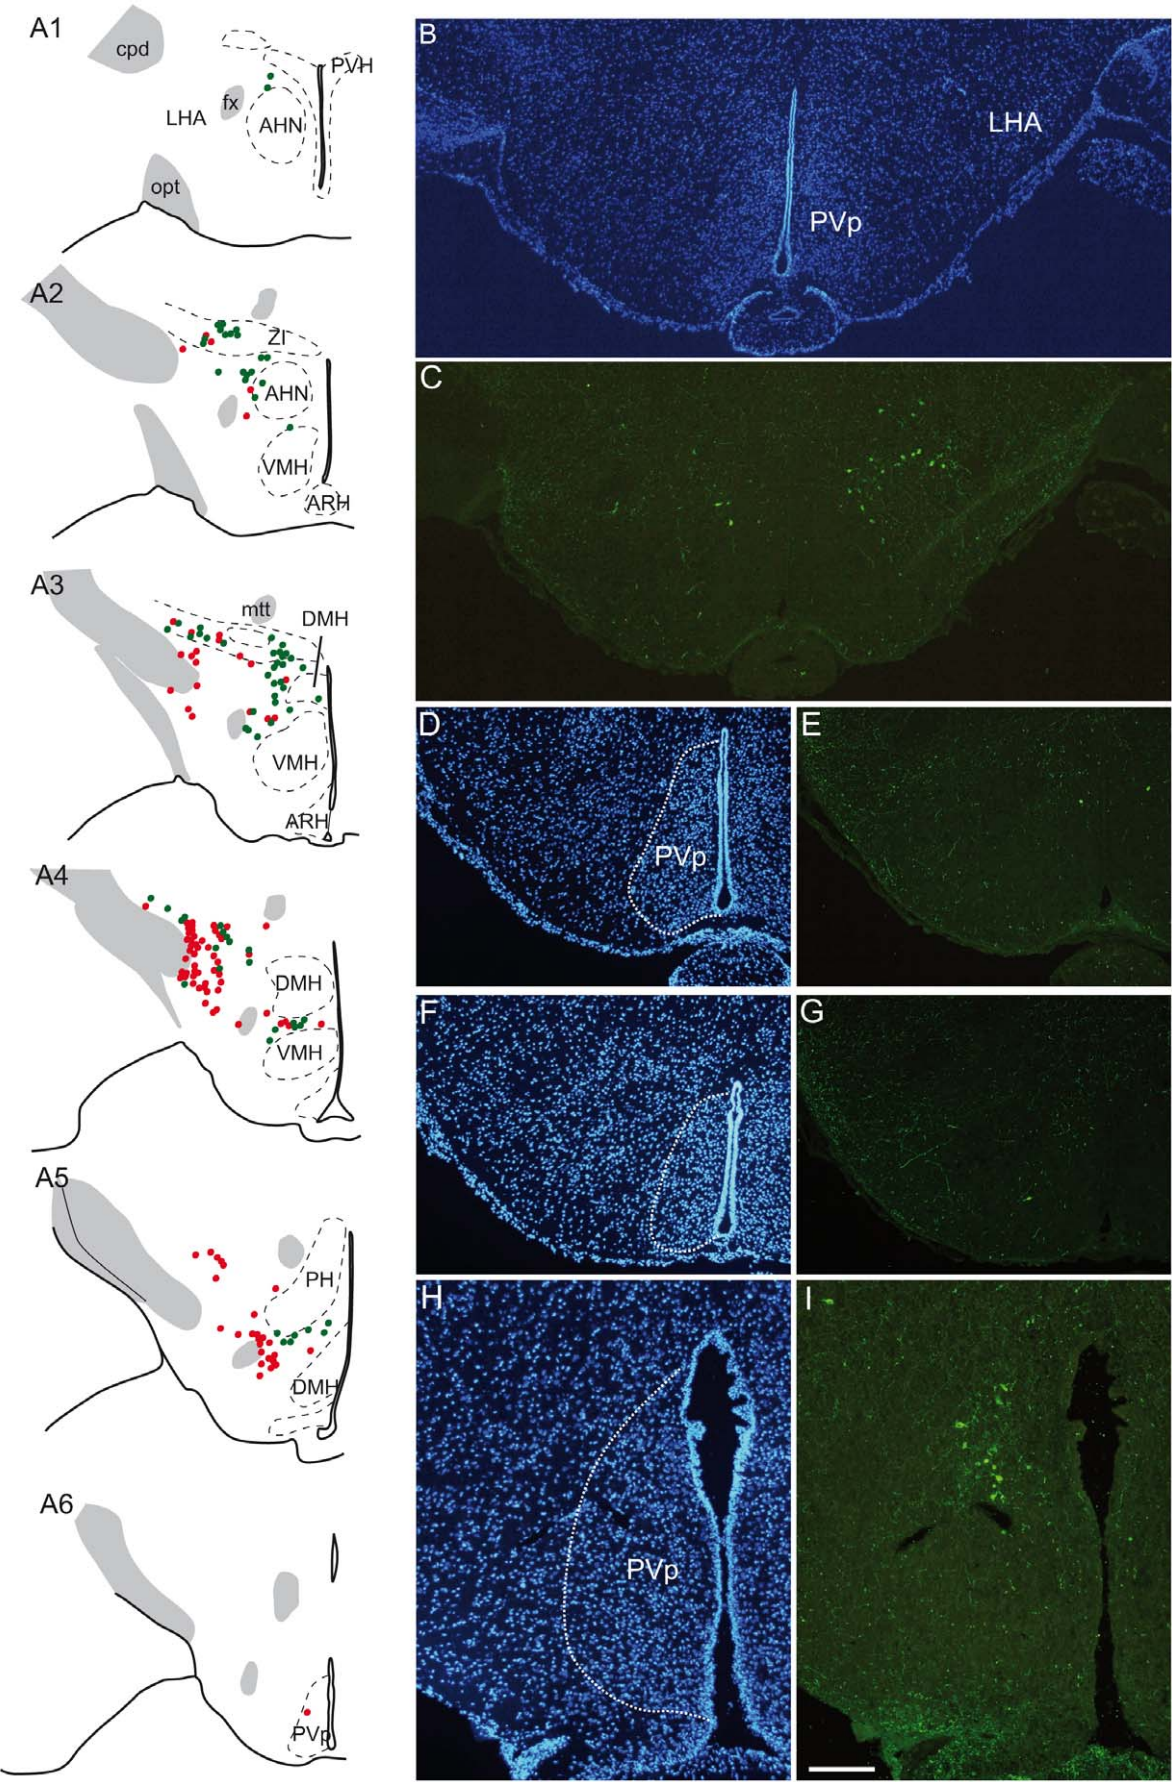 A1
cpd
PVH
fx
LHA
AHN
opt
A2
ZI
AHN
VMH
ARH
A3
mtt
DMH
VMH
ARH
A4
DMH
VMH
A5
PH
DMH
A6
PVp
B
LHA
PVp
C
D
PVp
E
F
G
H
PVp
I